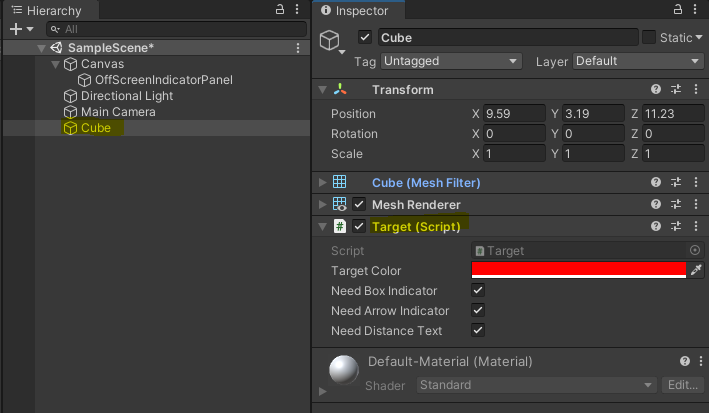 Hierarchy
All
SampleScene*
Canvas
OffScreenIndicatorPanel
Directional Light
Main Camera
Cube
Inspector
Cube
Static
Tag Untagged Layer Default
Transform
Position X 9.59 Y 3.19 Z 11.23
Rotation X 0 Y 0 Z 0
Scale X 1 Y 1 Z 1
Cube (Mesh Filter)
Mesh Renderer
# Target (Script)
Script # Target
Target Color
Need Box Indicator
Need Arrow Indicator
Need Distance Text
Default-Material (Material)
Shader Standard Edit...